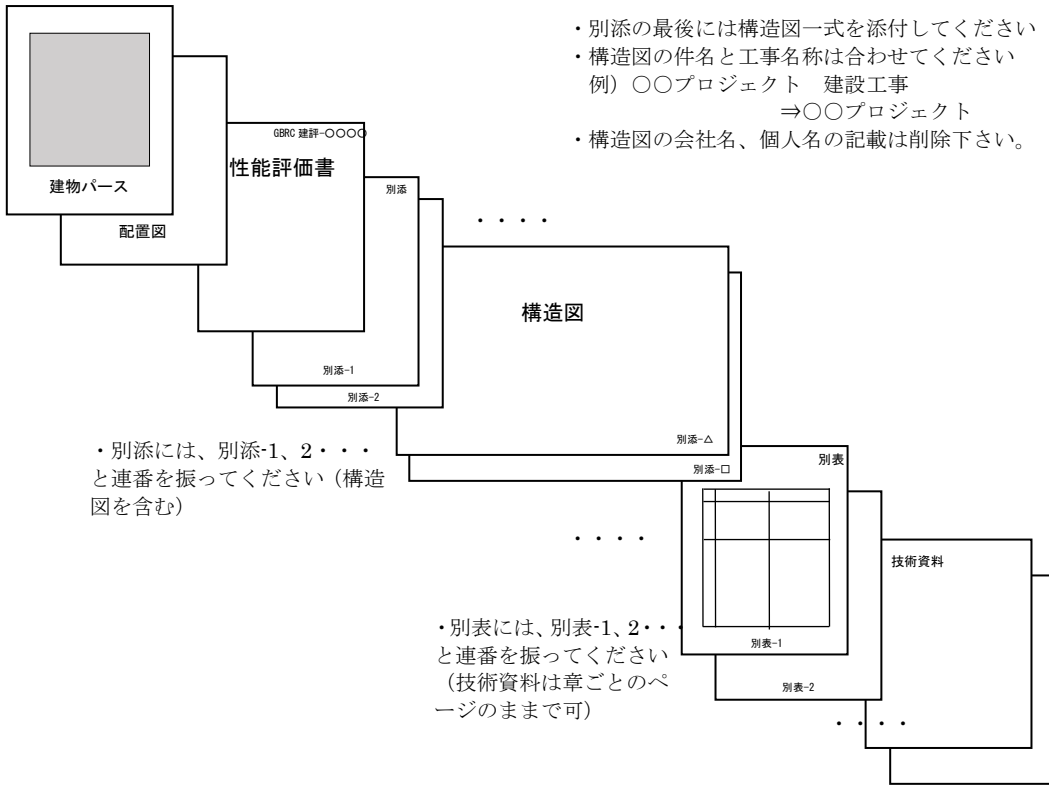 ・別添の最後には構造図一式を添付してください
・構造図の件名と工事名称は合わせてください
例）〇〇プロジェクト　建設工事
⇒〇〇プロジェクト
・構造図の会社名、個人名の記載は削除下さい。
建物パース
配置図
GBRC 建評-〇〇〇〇
性能評価書
別添
・・・・
構造図
別添-1
別添-2
別添-△
別添-□
・別添には、別添-1、2・・・
と連番を振ってください（構造
図を含む）
別表
・・・・
技術資料
・別表には、別表-1、2・・・
と連番を振ってください
（技術資料は章ごとのペ
ージのままで可）
別表-1
別表-2
・・・・